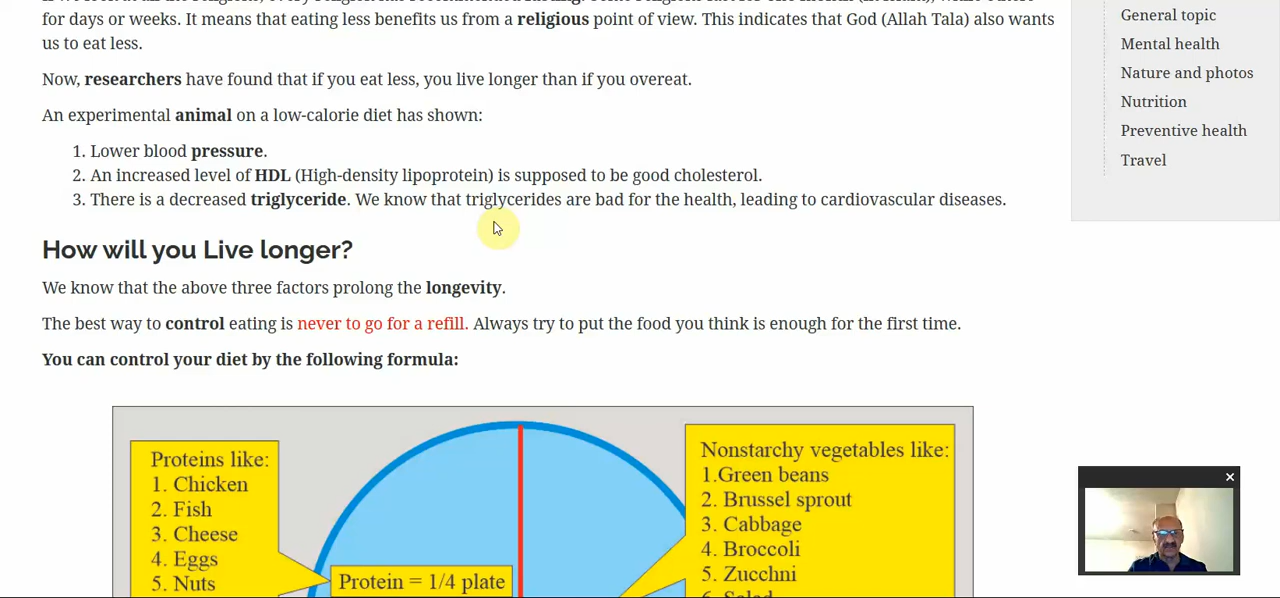 for days or weeks. It means that eating less benefits us from a religious point of view. This indicates that God (Allah Tala) also wants
us to eat less.
Now, researchers have found that if you eat less, you live longer than if you overeat.
An experimental animal on a low-calorie diet has shown:
1. Lower blood pressure.
2. An increased level of HDL (High-density lipoprotein) is supposed to be good cholesterol.
3. There is a decreased triglyceride. We know that triglycerides are bad for the health, leading to cardiovascular diseases.
How will you Live longer?
We know that the above three factors prolong the longevity.
The best way to control eating is never to go for a refill. Always try to put the food you think is enough for the first time.
You can control your diet by the following formula:
Proteins like:
1. Chicken
2. Fish
3. Cheese
4. Eggs
5. Nuts
Protein = 1/4 plate
Nonstarchy vegetables like:
1.Green beans
2. Brussel sprout
3. Cabbage
4. Broccoli
5. Zucchni
6. Salad
General topic
Mental health
Nature and photos
Nutrition
Preventive health
Travel